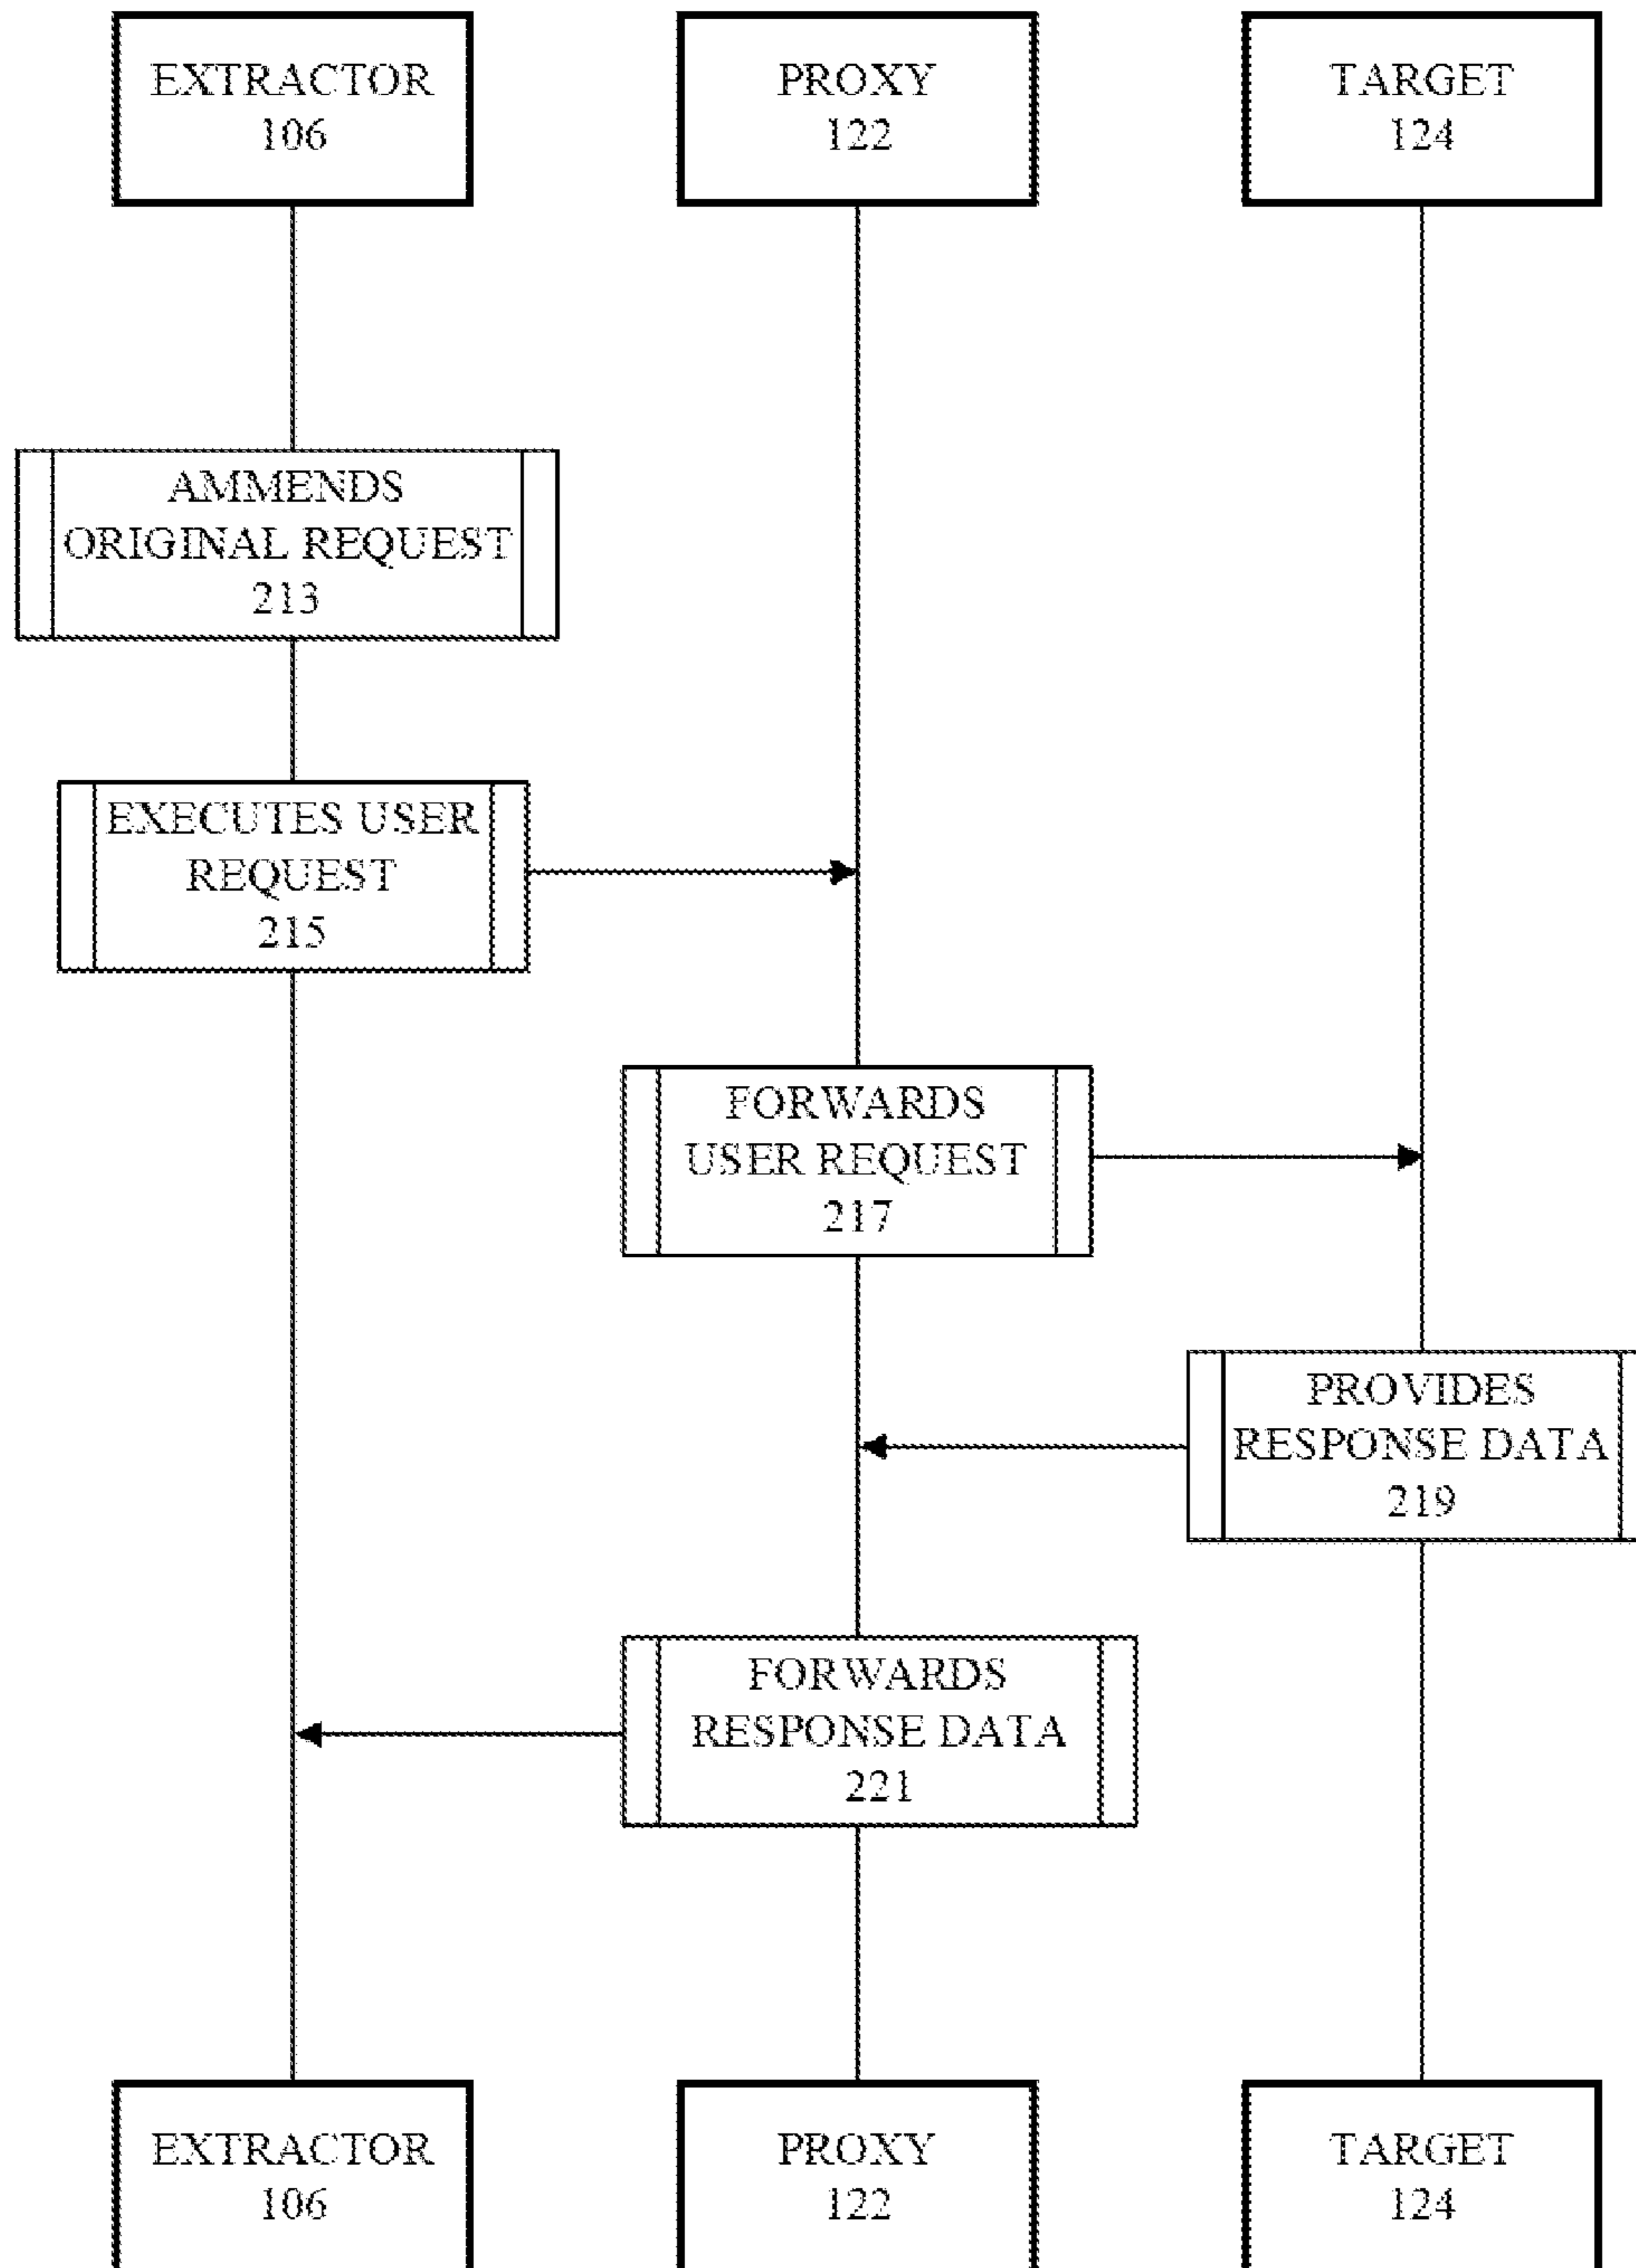 EXTRACTOR
106
PROXY
122
TARGET
124
AMMENDS
ORIGINAL REQUEST
213
EXECUTES USER
REQUEST
215
FORWARDS
USER REQUEST
217
PROVIDES
RESPONSE DATA
219
FORWARDS
RESPONSE DATA
221
EXTRACTOR
106
PROXY
122
TARGET
124